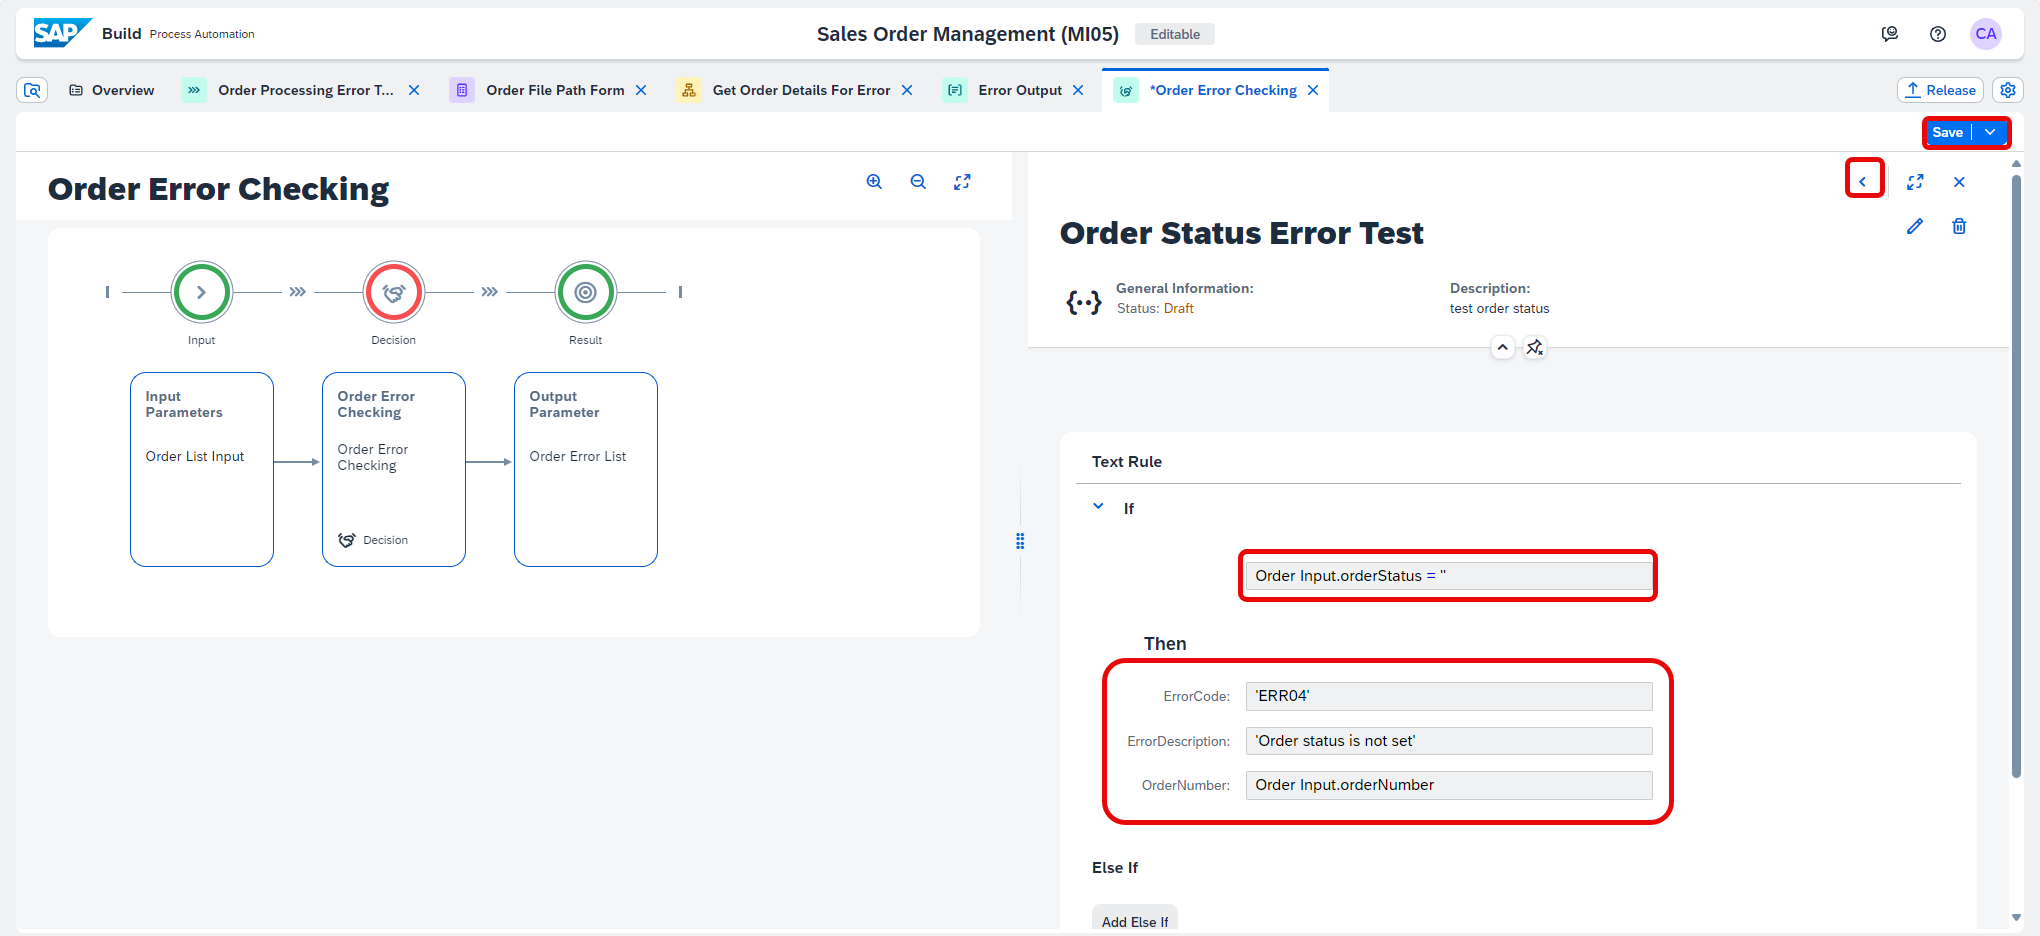 SAP Build Process Automation
Sales Order Management (MI05) Editable
CA
Overview
Order Processing Error T...
Order File Path Form
Get Order Details For Error
Error Output
*Order Error Checking
Release
Save
Order Error Checking
Input
Decision
Result
Input
Parameters
Order List Input
Order Error
Checking
Order Error
Checking
Decision
Output
Parameter
Order Error List
Order Status Error Test
General Information:
Status: Draft
Description:
test order status
Text Rule
If
Order Input.orderStatus = ''
Then
ErrorCode: 'ERR04'
ErrorDescription: 'Order status is not set'
OrderNumber: Order Input.orderNumber
Else If
Add Else If